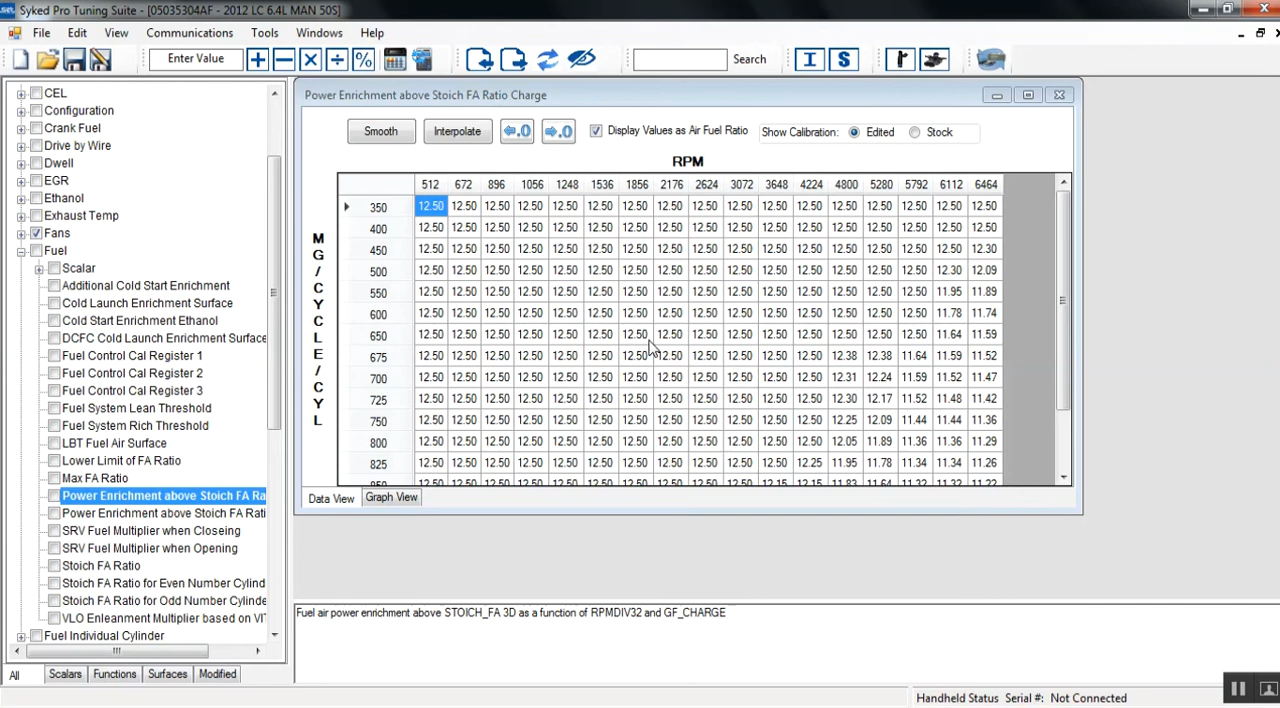 Syked Pro Tuning Suite - [05035304AF - 2012 LC 6.4L MAN 50S]
File Edit View Communications Tools Windows Help
Enter Value Search I S
CEL
Configuration
Crank Fuel
Drive by Wire
Dwell
EGR
Ethanol
Exhaust Temp
Fans
Fuel
Scalar
Additional Cold Start Enrichment
Cold Launch Enrichment Surface
Cold Start Enrichment Ethanol
DCFC Cold Launch Enrichment Surface
Fuel Control Cal Register 1
Fuel Control Cal Register 2
Fuel Control Cal Register 3
Fuel System Lean Threshold
Fuel System Rich Threshold
LBT Fuel Air Surface
Lower Limit of FA Ratio
Max FA Ratio
Power Enrichment above Stoich FA Ra
Power Enrichment above Stoich FA Rati
SRV Fuel Multiplier when Closeing
SRV Fuel Multiplier when Opening
Stoich FA Ratio
Stoich FA Ratio for Even Number Cylind
Stoich FA Ratio for Odd Number Cylinde
VLO Enleanment Multiplier based on VI
Fuel Individual Cylinder
All Scalars Functions Surfaces Modified
Power Enrichment above Stoich FA Ratio Charge
Smooth Interpolate .0 .0 Display Values as Air Fuel Ratio Show Calibration: Edited Stock
RPM
MG/CYCLE/CYL
512 672 896 1056 1248 1536 1856 2176 2624 3072 3648 4224 4800 5280 5792 6112 6464
350 12.50 12.50 12.50 12.50 12.50 12.50 12.50 12.50 12.50 12.50 12.50 12.50 12.50 12.50 12.50 12.50 12.50
400 12.50 12.50 12.50 12.50 12.50 12.50 12.50 12.50 12.50 12.50 12.50 12.50 12.50 12.50 12.50 12.50 12.50
450 12.50 12.50 12.50 12.50 12.50 12.50 12.50 12.50 12.50 12.50 12.50 12.50 12.50 12.50 12.50 12.50 12.30
500 12.50 12.50 12.50 12.50 12.50 12.50 12.50 12.50 12.50 12.50 12.50 12.50 12.50 12.50 12.50 12.30 12.09
550 12.50 12.50 12.50 12.50 12.50 12.50 12.50 12.50 12.50 12.50 12.50 12.50 12.50 12.50 12.50 11.95 11.89
600 12.50 12.50 12.50 12.50 12.50 12.50 12.50 12.50 12.50 12.50 12.50 12.50 12.50 12.50 12.50 11.78 11.74
650 12.50 12.50 12.50 12.50 12.50 12.50 12.50 12.50 12.50 12.50 12.50 12.50 12.50 12.50 12.50 11.64 11.59
675 12.50 12.50 12.50 12.50 12.50 12.50 12.50 12.50 12.50 12.50 12.50 12.50 12.38 12.38 11.64 11.59 11.52
700 12.50 12.50 12.50 12.50 12.50 12.50 12.50 12.50 12.50 12.50 12.50 12.50 12.31 12.24 11.59 11.52 11.47
725 12.50 12.50 12.50 12.50 12.50 12.50 12.50 12.50 12.50 12.50 12.50 12.50 12.30 12.17 11.52 11.48 11.42
750 12.50 12.50 12.50 12.50 12.50 12.50 12.50 12.50 12.50 12.50 12.50 12.50 12.25 12.09 11.44 11.44 11.36
800 12.50 12.50 12.50 12.50 12.50 12.50 12.50 12.50 12.50 12.50 12.50 12.50 12.05 11.89 11.36 11.36 11.29
825 12.50 12.50 12.50 12.50 12.50 12.50 12.50 12.50 12.50 12.50 12.50 12.25 11.95 11.78 11.34 11.34 11.26
Data View Graph View
Fuel air power enrichment above STOICH_FA 3D as a function of RPMDIV32 and GF_CHARGE
Handheld Status Serial #: Not Connected